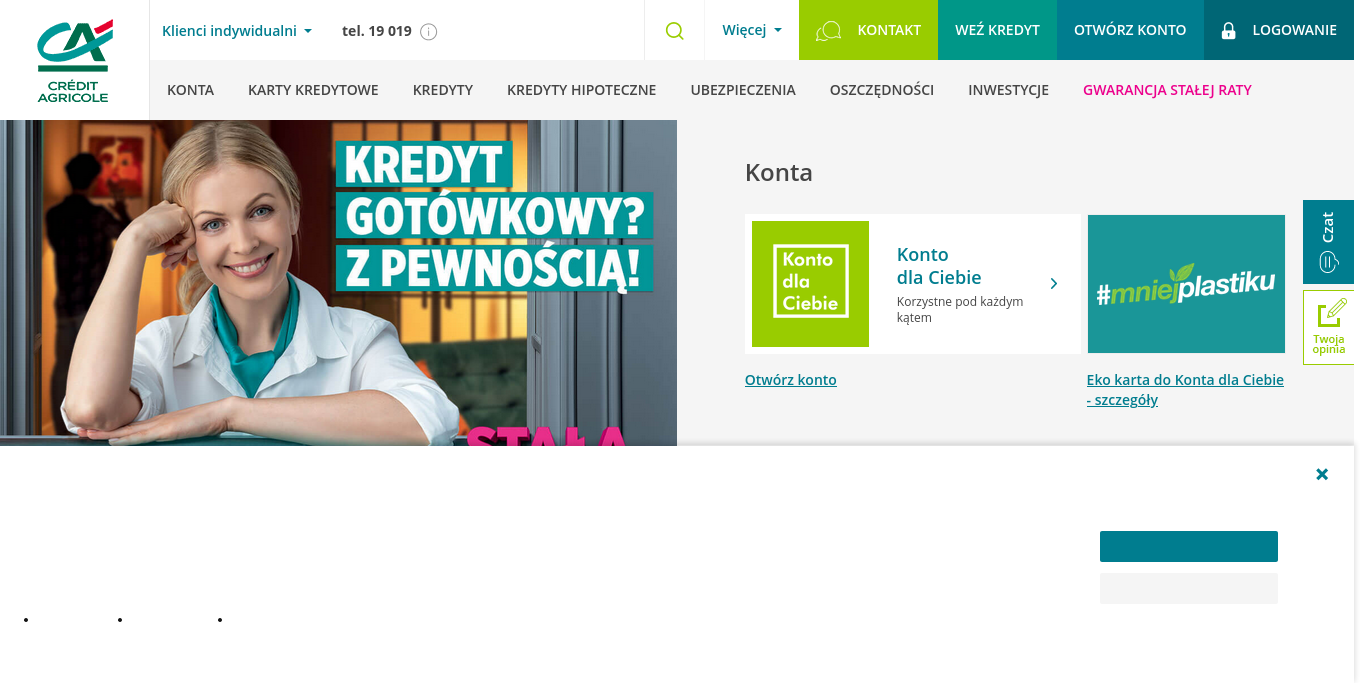 Klienci indywidualni
tel. 19 019
Więcej
KONTAKT
WEŹ KREDYT
OTWÓRZ KONTO
LOGOWANIE
CRÉDIT
AGRICOLE
KONTA
KARTY KREDYTOWE
KREDYTY
KREDYTY HIPOTECZNE
UBEZPIECZENIA
OSZCZĘDNOŚCI
INWESTYCJE
GWARANCJA STAŁEJ RATY
KREDYT
GOTÓWKOWY?
Z PEWNOŚCIĄ!
STAŁA
Konta
Konto
dla
Ciebie
Konto
dla Ciebie
Korzystne pod każdym
kątem
#mniejplastiku
Otwórz konto
Eko karta do Konta dla Ciebie
- szczegóły
Czat
Twoja
opinia